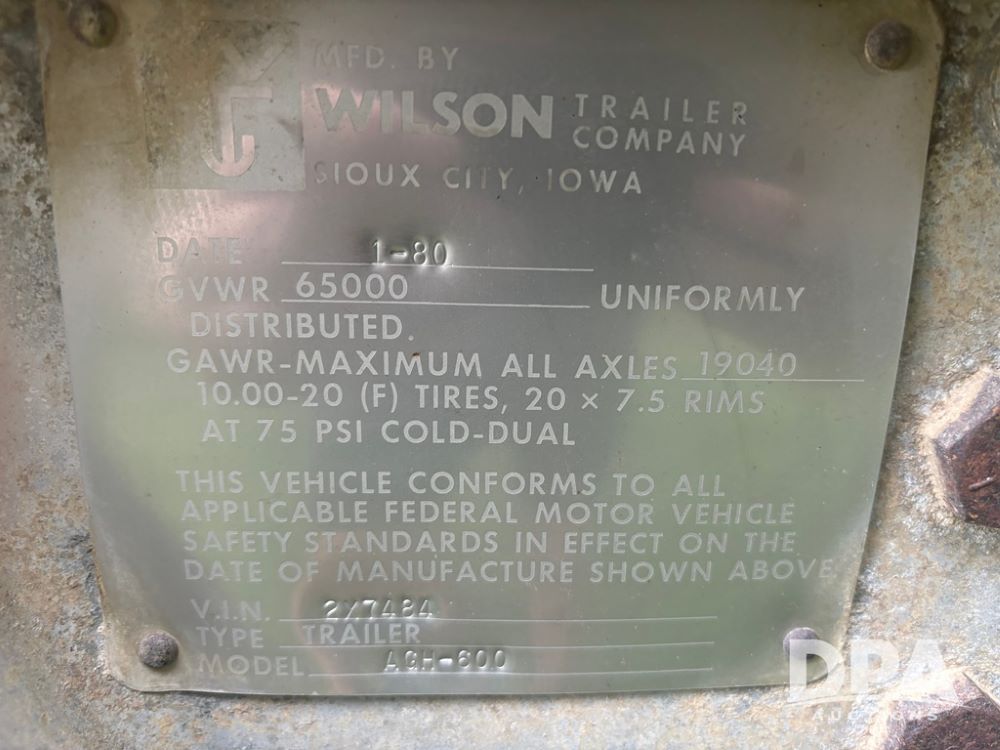 MFD. BY
WILSON TRAILER COMPANY
SIOUX CITY, IOWA
DATE 1-80
GVWR 65000 UNIFORMLY
DISTRIBUTED.
GAWR-MAXIMUM ALL AXLES 19040
10.00-20 (F) TIRES, 20 × 7.5 RIMS
AT 75 PSI COLD-DUAL
THIS VEHICLE CONFORMS TO ALL
APPLICABLE FEDERAL MOTOR VEHICLE
SAFETY STANDARDS IN EFFECT ON THE
DATE OF MANUFACTURE SHOWN ABOVE
V.I.N. 2X7484
TYPE TRAILER
MODEL AGH-600
DPA
AUCTIONS